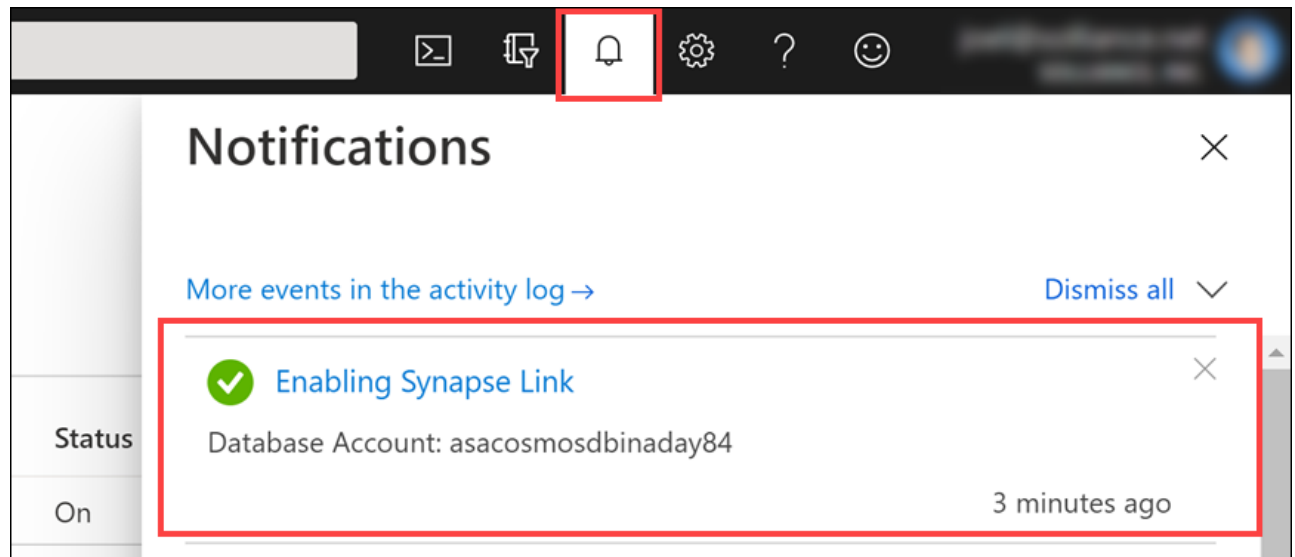 Notifications
More events in the activity log →
Dismiss all
Enabling Synapse Link
Database Account: asacosmosdbinaday84
3 minutes ago
Status
On